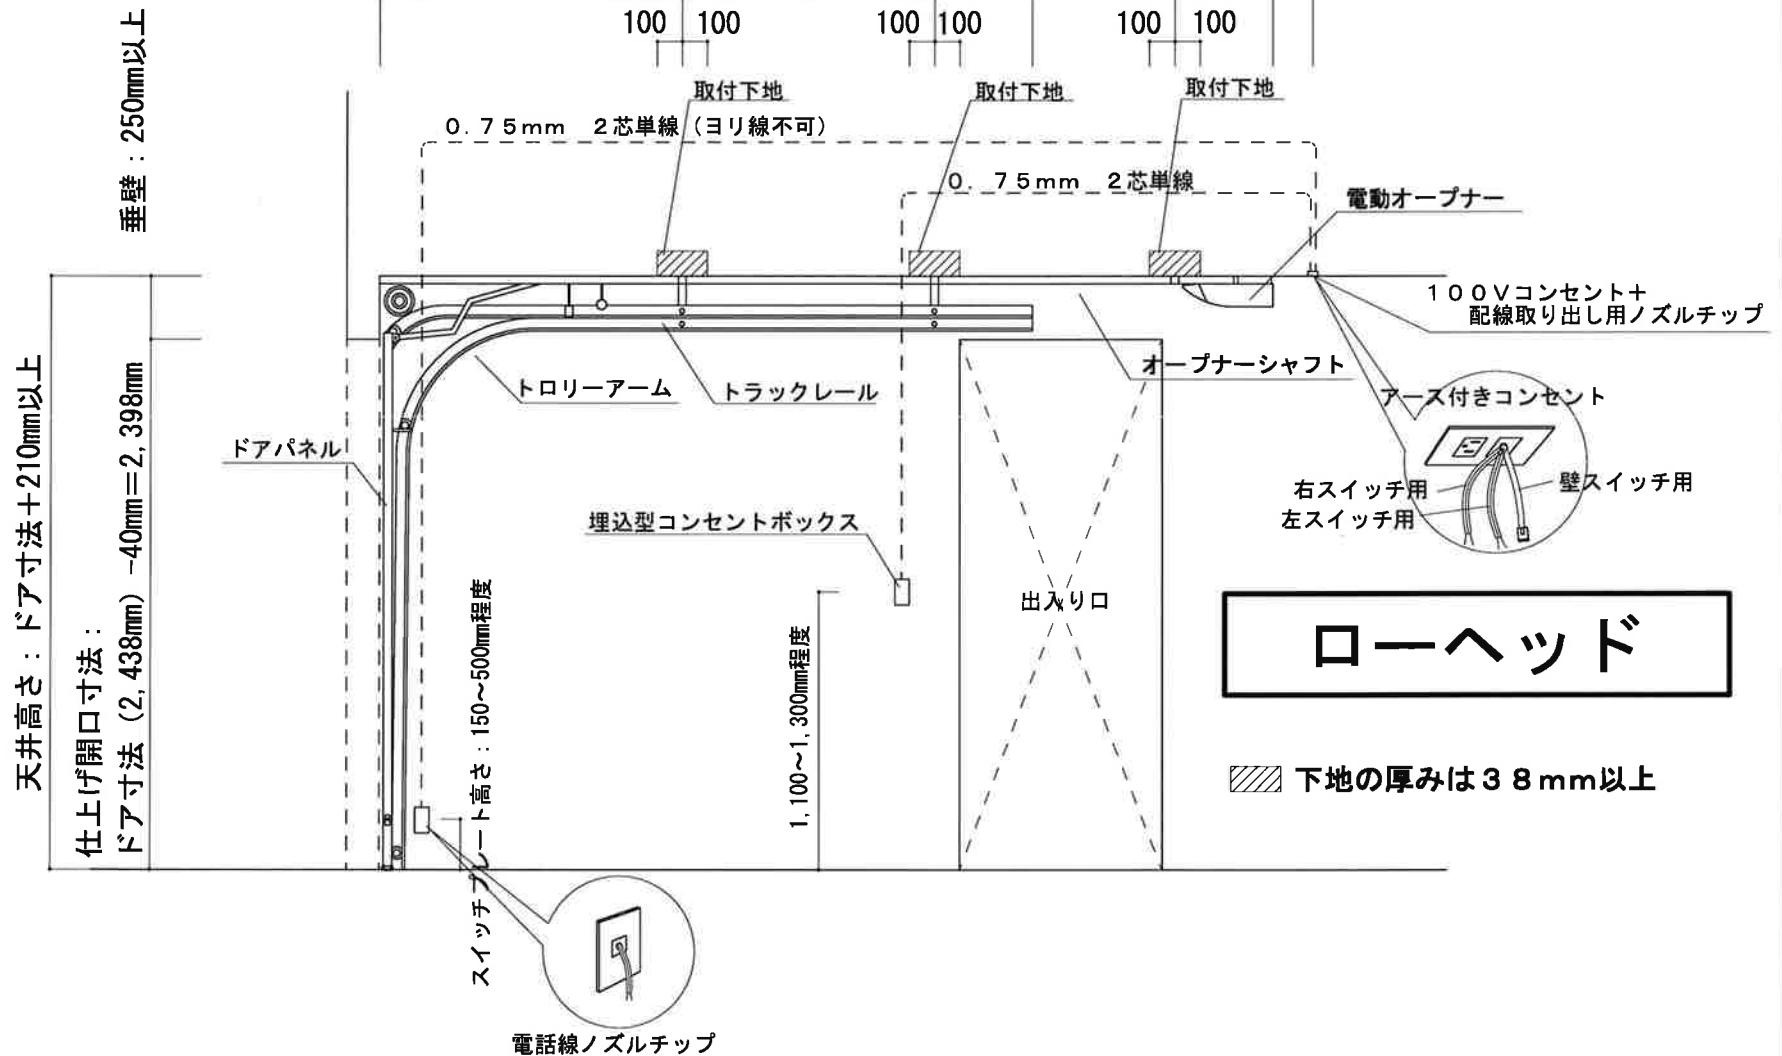 100 100
100 100
100 100
垂壁：250mm以上
取付下地
取付下地
取付下地
０．７５ｍｍ　２芯単線（ヨリ線不可）
０．７５ｍｍ　２芯単線
電動オープナー
１００Ｖコンセント＋
配線取り出し用ノズルチップ
オープナーシャフト
トロリーアーム
トラックレール
アース付きコンセント
ドアパネル
右スイッチ用
左スイッチ用
壁スイッチ用
埋込型コンセントボックス
出入り口
天井高さ：ドア寸法＋210mm以上
仕上げ開口寸法：
ドア寸法（2,438mm）-40mm＝2,398mm
スイッチプレート高さ：150～500mm程度
1,100～1,300mm程度
ローヘッド
下地の厚みは３８ｍｍ以上
電話線ノズルチップ